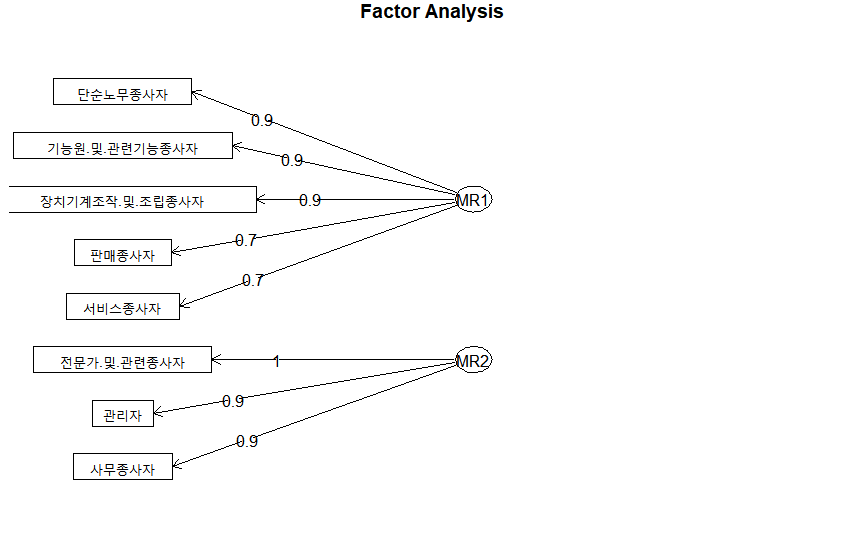 Factor Analysis
단순노무종사자
0.9
기능원.및.관련기능종사자
0.9
장치기계조작.및.조립종사자
0.9
MR1
판매종사자
0.7
서비스종사자
0.7
전문가.및.관련종사자
1
MR2
관리자
0.9
사무종사자
0.9